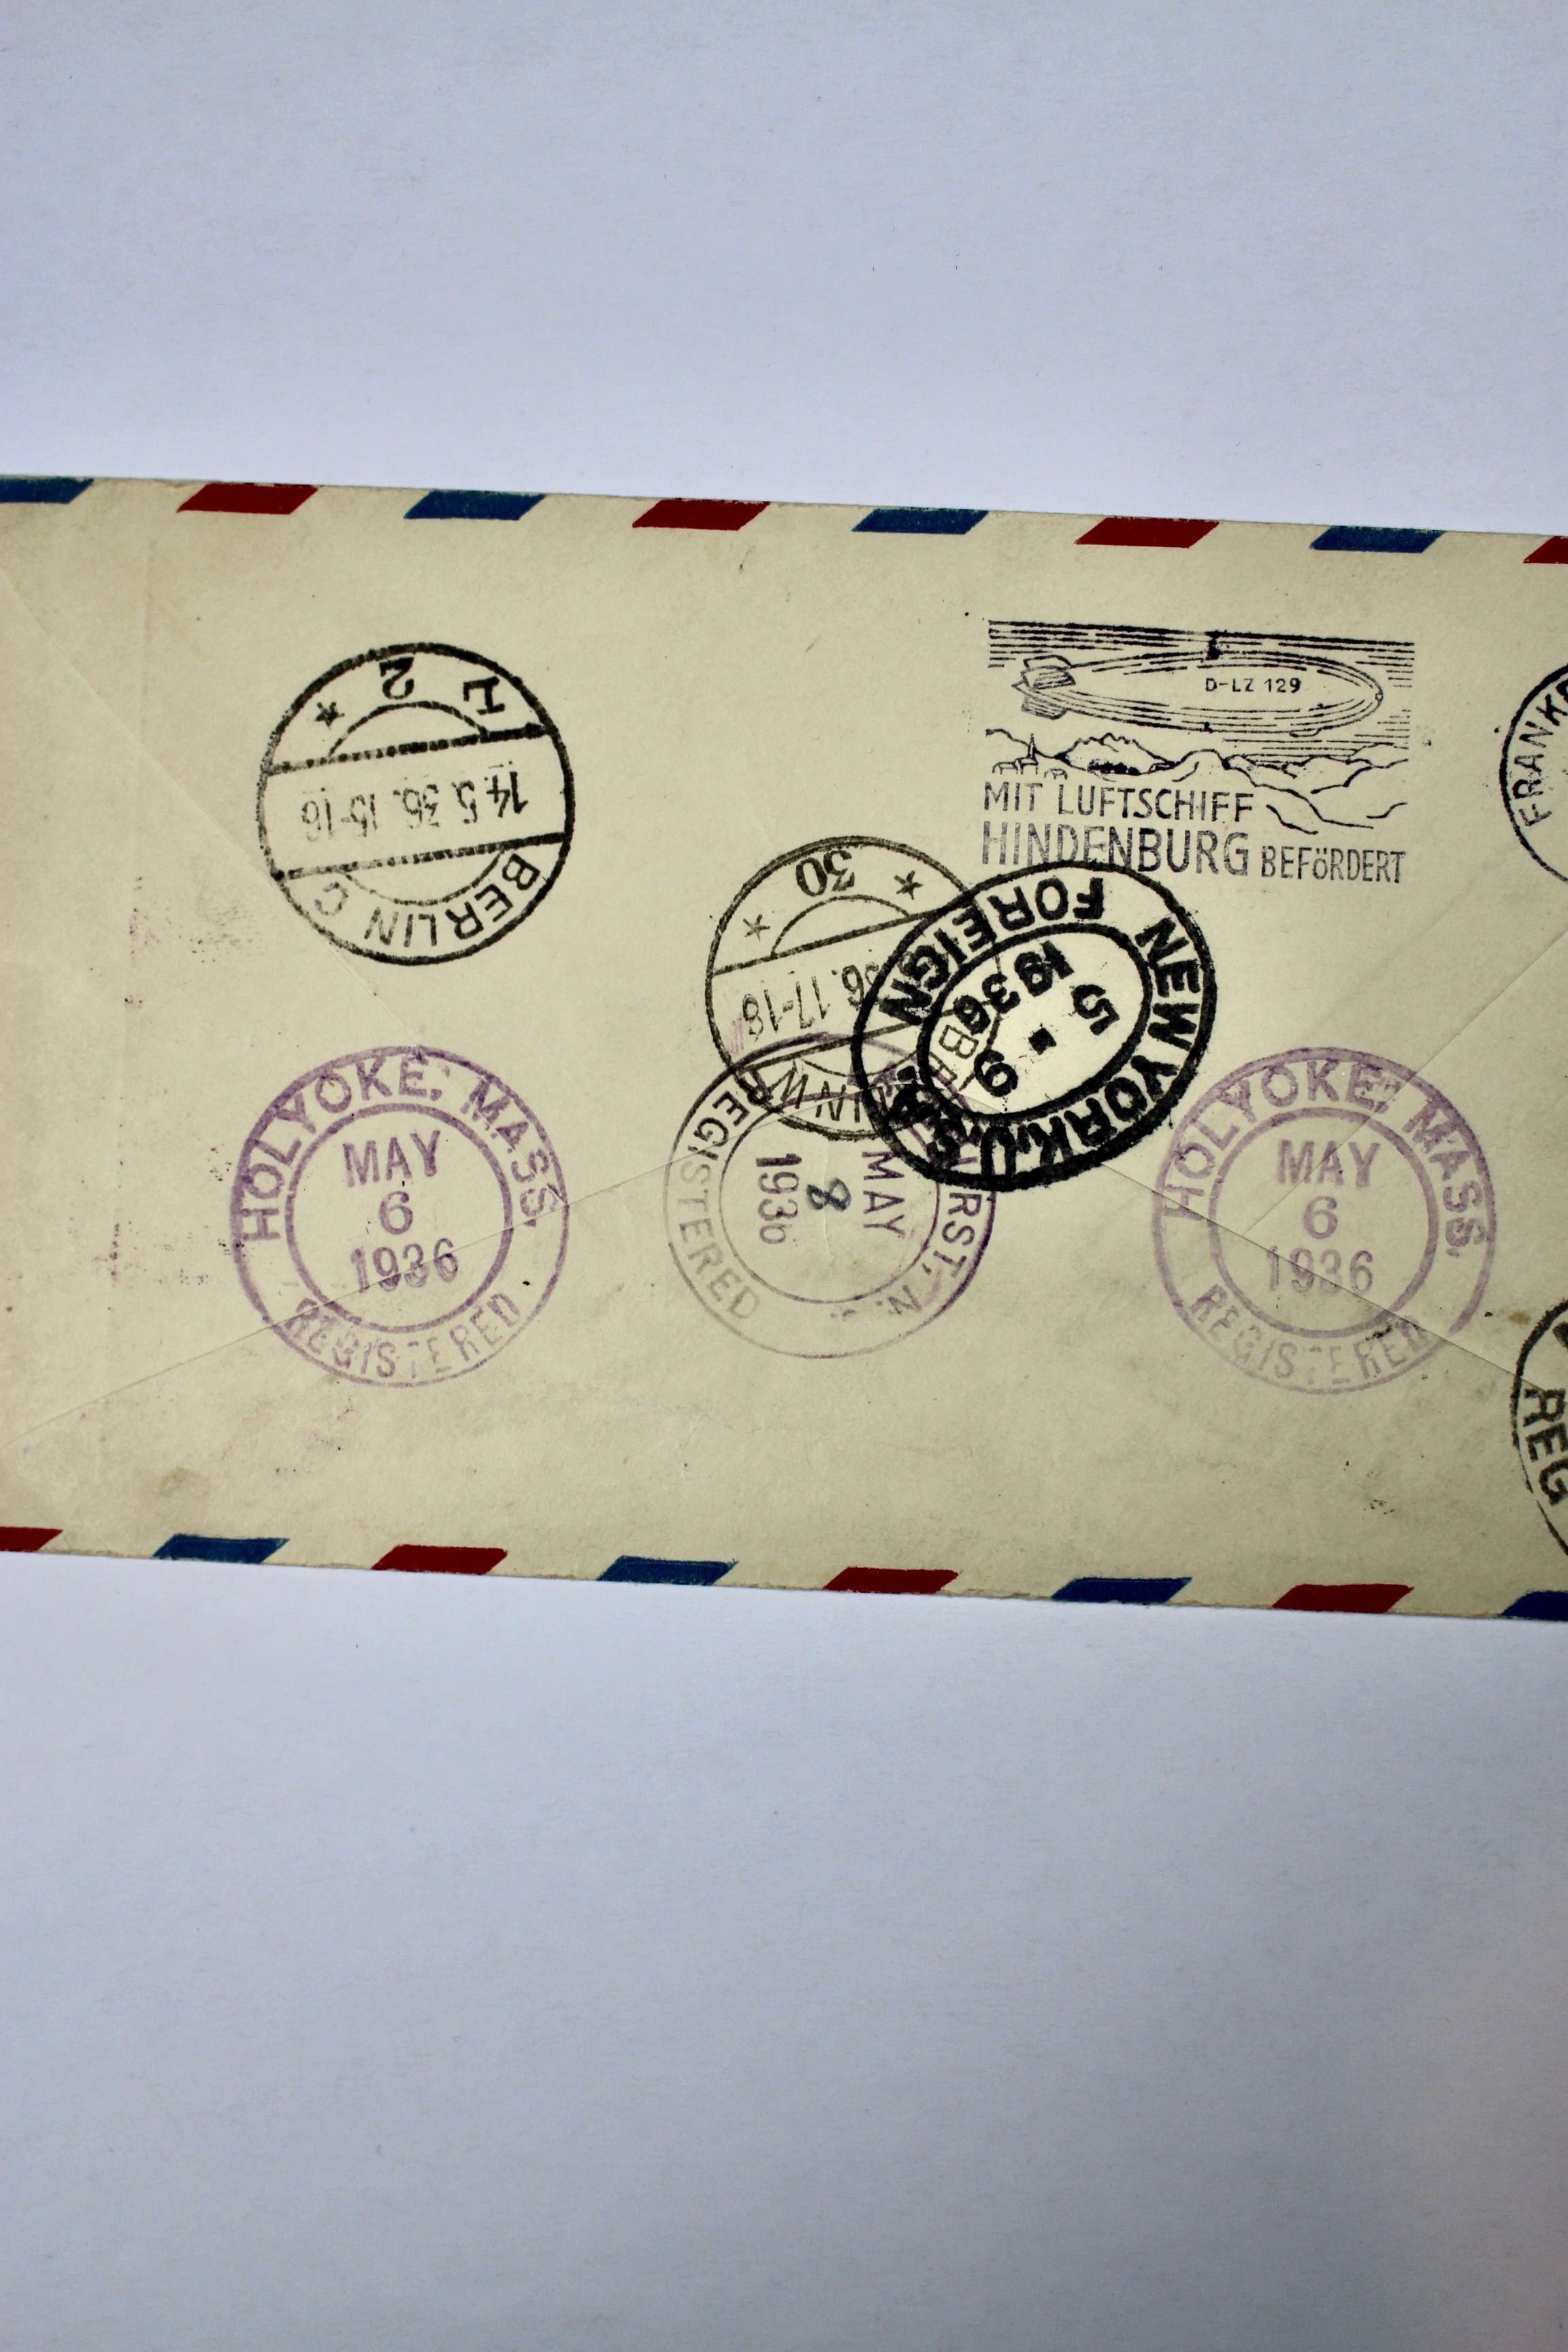 D-LZ 129
MIT LUFTSCHIFF
HINDENBURG BEFÖRDERT
BERLIN C
14.5.36.15-16
2
30
6.17-18
NEW YORK, U.S.A.
5 - 9
1936
FOREIGN
HOLYOKE, MASS.
MAY
6
1936
REGISTERED
MAY
8
1936
REGISTERED
HOLYOKE, MASS.
MAY
6
1936
REGISTERED
REG